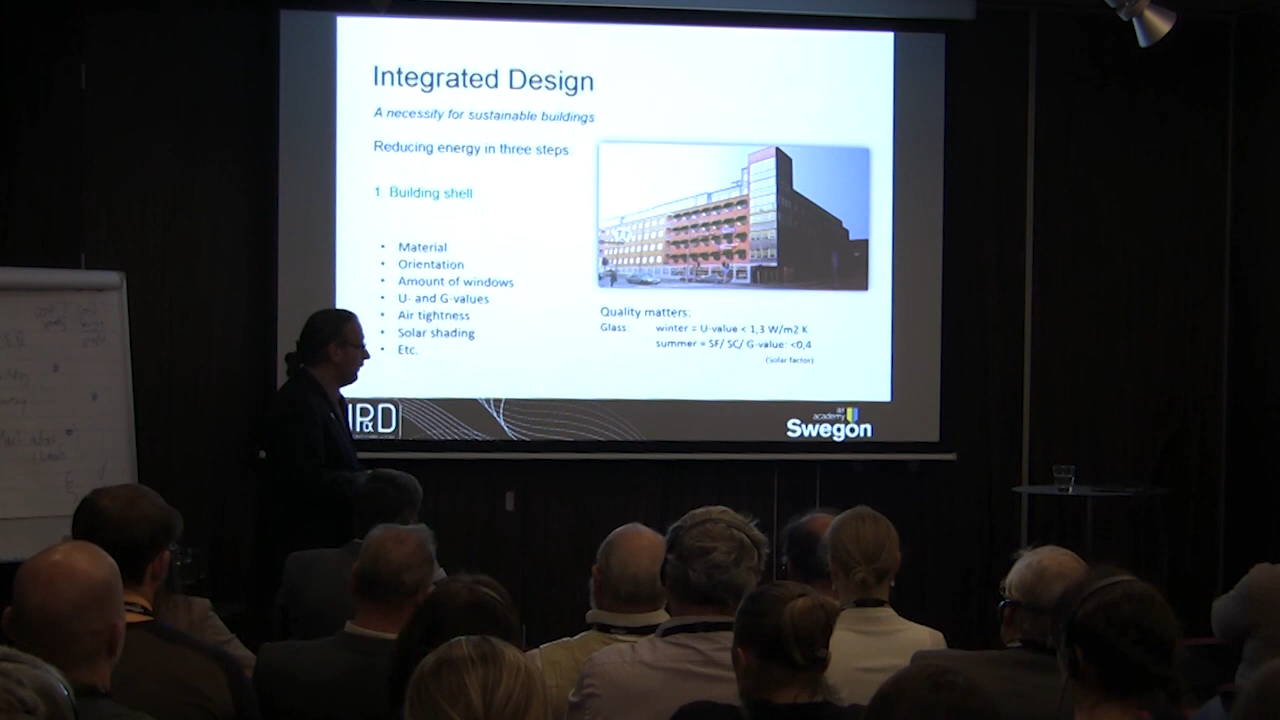 Integrated Design
A necessity for sustainable buildings
Reducing energy in three steps
1 Building shell
• Material
• Orientation
• Amount of windows
• U- and G-values
• Air tightness
• Solar shading
• Etc.
Quality matters:
Glass: winter = U-value < 1,3 W/m2 K
summer = SF/ SC/ G-value: <0,4
(Solar factor)
IP&D
air
academy
Swegon